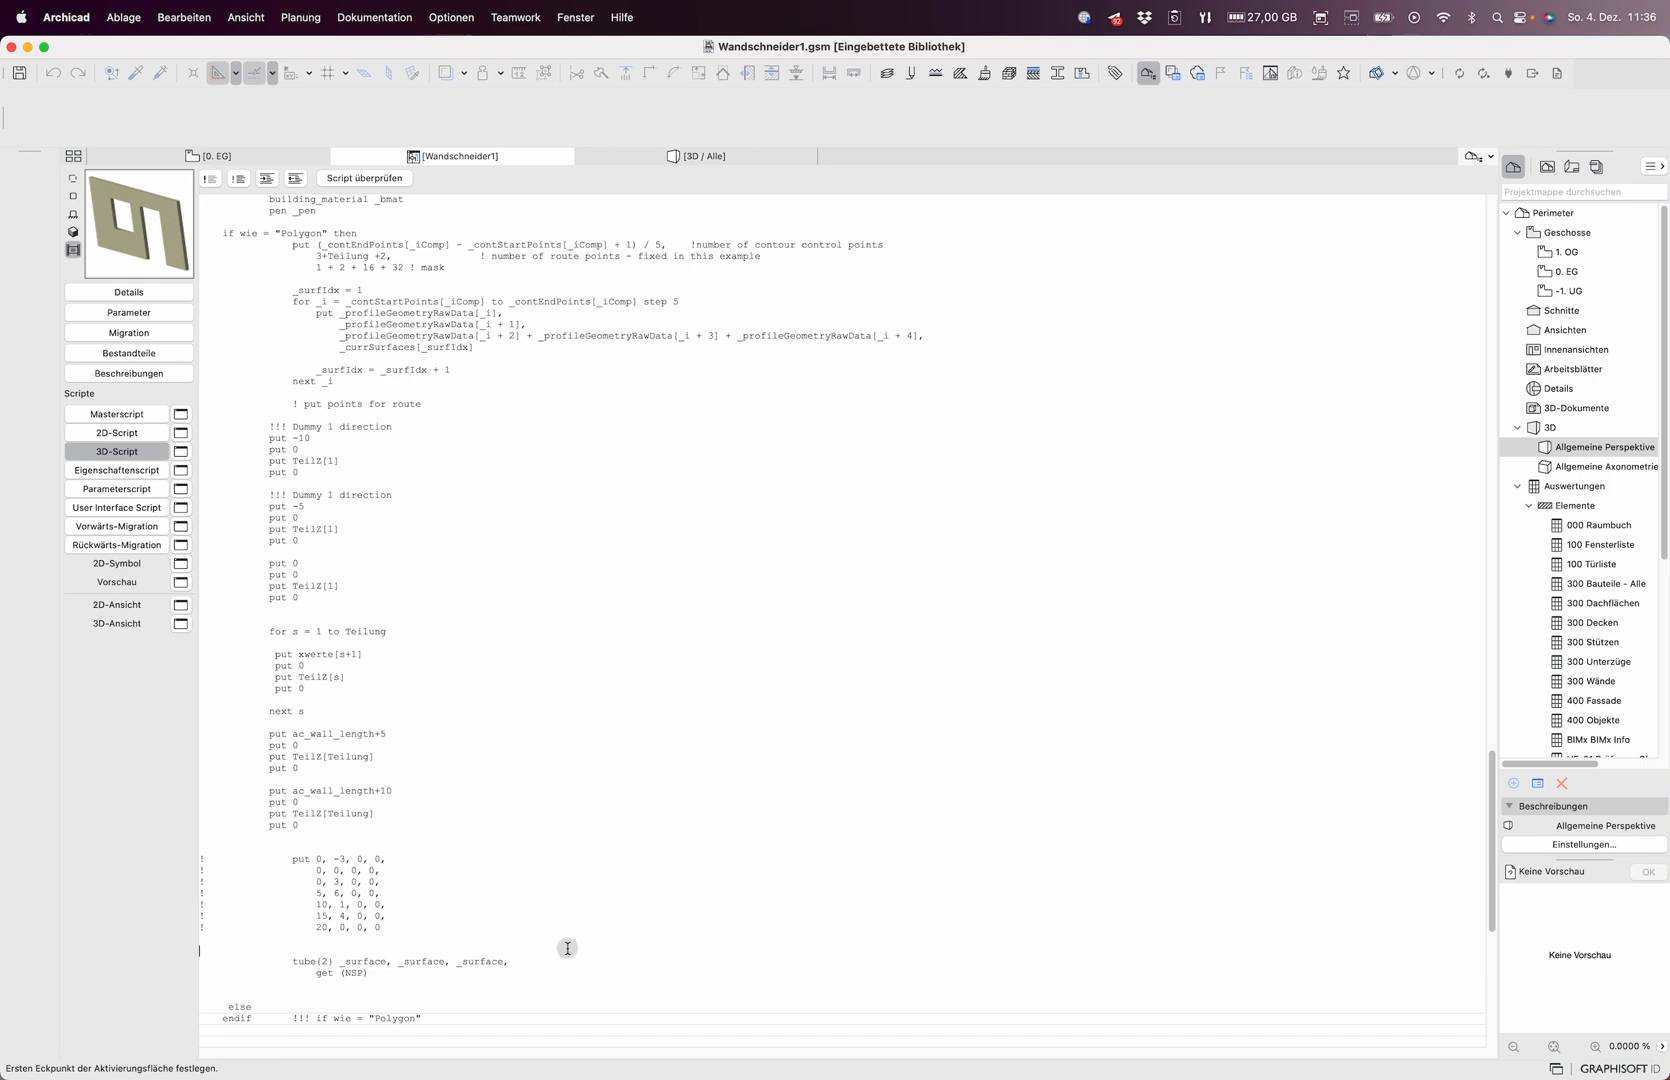 Archicad Ablage Bearbeiten Ansicht Planung Dokumentation Optionen Teamwork Fenster Hilfe 92 27,00 GB So. 4. Dez. 11:36
Wandschneider1.gsm [Eingebettete Bibliothek]
[0. EG] [Wandschneider1] [3D / Alle]
Script überprüfen
Details
Parameter
Migration
Bestandteile
Beschreibungen
Scripte
Masterscript
2D-Script
3D-Script
Eigenschaftenscript
Parameterscript
User Interface Script
Vorwärts-Migration
Rückwärts-Migration
2D-Symbol
Vorschau
2D-Ansicht
3D-Ansicht
building_material _bmat
pen _pen
if wie = "Polygon" then
put (_contEndPoints[_iComp] - _contStartPoints[_iComp] + 1) / 5, !number of contour control points
3+Teilung +2, ! number of route points - fixed in this example
1 + 2 + 16 + 32 ! mask
_surfIdx = 1
for _i = _contStartPoints[_iComp] to _contEndPoints[_iComp] step 5
put _profileGeometryRawData[_i],
_profileGeometryRawData[_i + 1],
_profileGeometryRawData[_i + 2] + _profileGeometryRawData[_i + 3] + _profileGeometryRawData[_i + 4],
_currSurfaces[_surfIdx]
_surfIdx = _surfIdx + 1
next _i
! put points for route
!!! Dummy 1 direction
put -10
put 0
put TeilZ[1]
put 0
!!! Dummy 1 direction
put -5
put 0
put TeilZ[1]
put 0
put 0
put 0
put TeilZ[1]
put 0
for s = 1 to Teilung
put xwerte[s+1]
put 0
put TeilZ[s]
put 0
next s
put ac_wall_length+5
put 0
put TeilZ[Teilung]
put 0
put ac_wall_length+10
put 0
put TeilZ[Teilung]
put 0
! put 0, -3, 0, 0,
! 0, 0, 0, 0,
! 0, 3, 0, 0,
! 5, 6, 0, 0,
! 10, 1, 0, 0,
! 15, 4, 0, 0,
! 20, 0, 0, 0
tube{2} _surface, _surface, _surface,
get (NSP)
else
endif !!! if wie = "Polygon"
Projektmappe durchsuchen
Perimeter
Geschosse
1. OG
0. EG
-1. UG
Schnitte
Ansichten
Innenansichten
Arbeitsblätter
Details
3D-Dokumente
3D
Allgemeine Perspektive
Allgemeine Axonometrie
Auswertungen
Elemente
000 Raumbuch
100 Fensterliste
100 Türliste
300 Bauteile - Alle
300 Dachflächen
300 Decken
300 Stützen
300 Unterzüge
300 Wände
400 Fassade
400 Objekte
BIMx BIMx Info
Beschreibungen
Allgemeine Perspektive
Einstellungen...
Keine Vorschau OK
Keine Vorschau
0.0000 %
Ersten Eckpunkt der Aktivierungsfläche festlegen.
GRAPHISOFT ID